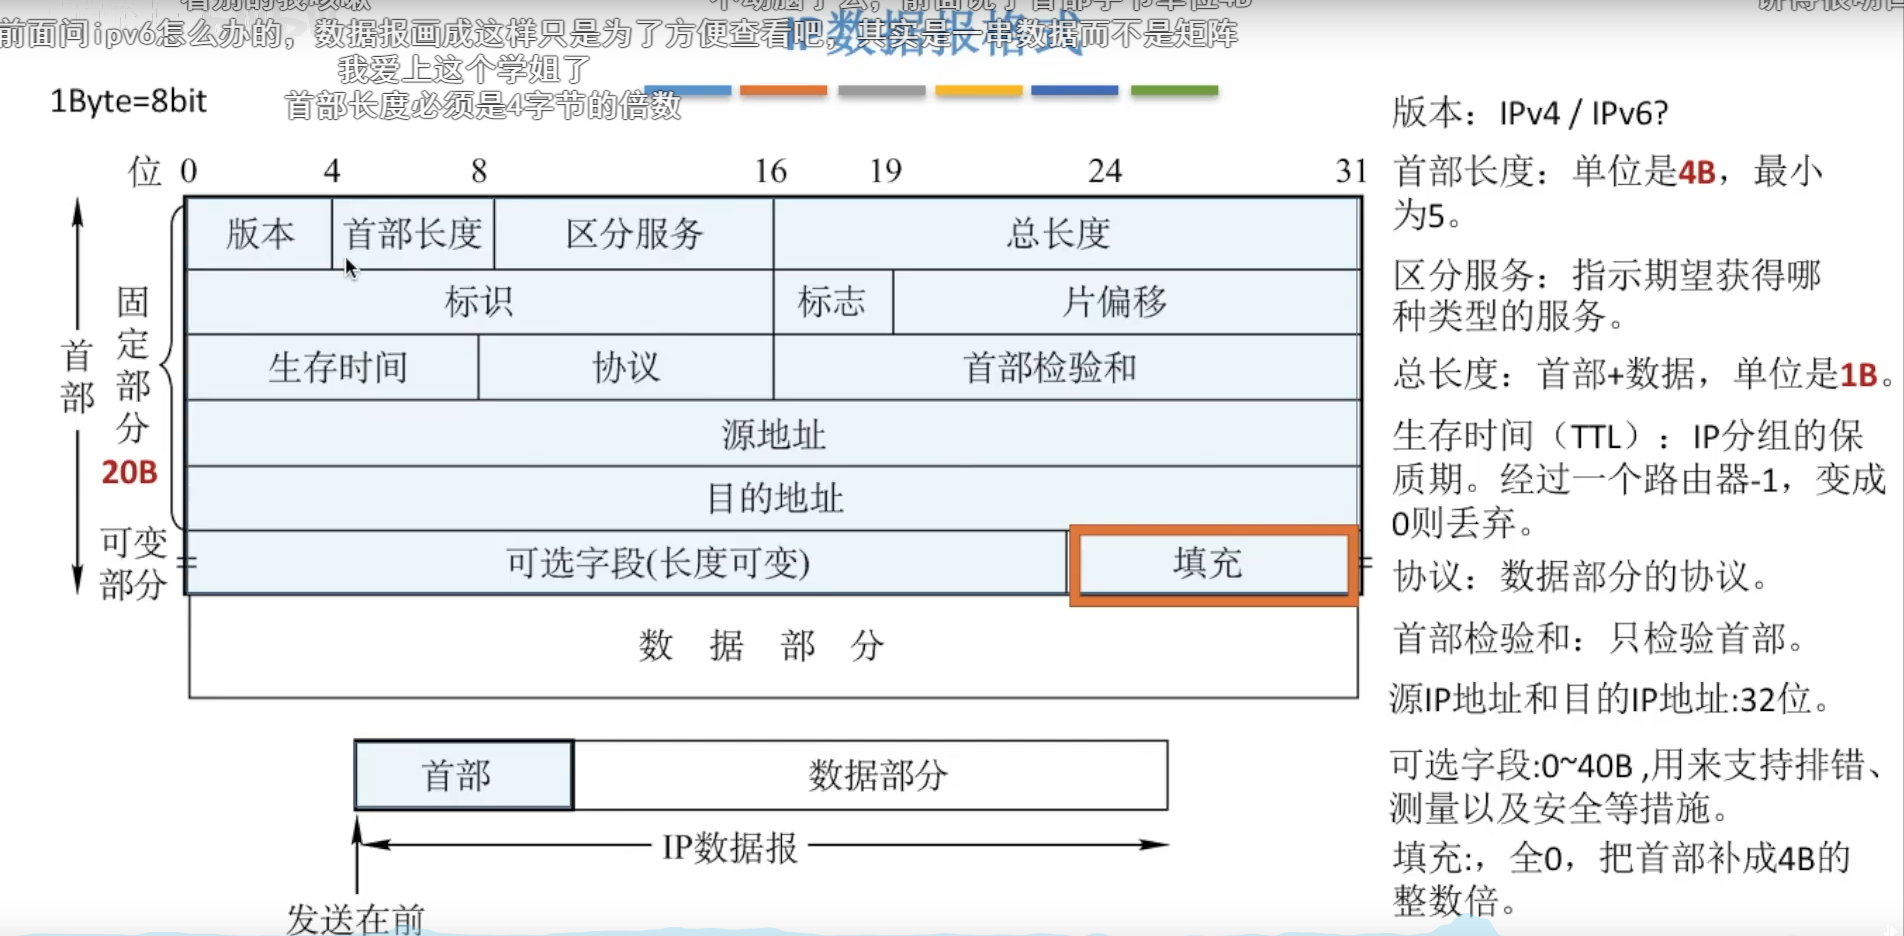 前面问ipv6怎么办的，数据报画成这样只是为了方便查看吧，其实是一串数据而不是矩阵
IP数据报格式
我爱上这个学姐了
首部长度必须是4字节的倍数
1Byte=8bit
位 0 4 8 16 19 24 31
版本 首部长度 区分服务 总长度
标识 标志 片偏移
生存时间 协议 首部检验和
源地址
目的地址
可选字段(长度可变) 填充
数 据 部 分
首部
固定部分
20B
可变部分
首部 数据部分
IP数据报
发送在前
版本：IPv4 / IPv6?
首部长度：单位是4B，最小
为5。
区分服务：指示期望获得哪
种类型的服务。
总长度：首部+数据，单位是1B。
生存时间（TTL）：IP分组的保
质期。经过一个路由器-1，变成
0则丢弃。
协议：数据部分的协议。
首部检验和：只检验首部。
源IP地址和目的IP地址:32位。
可选字段:0~40B ,用来支持排错、
测量以及安全等措施。
填充:，全0，把首部补成4B的
整数倍。